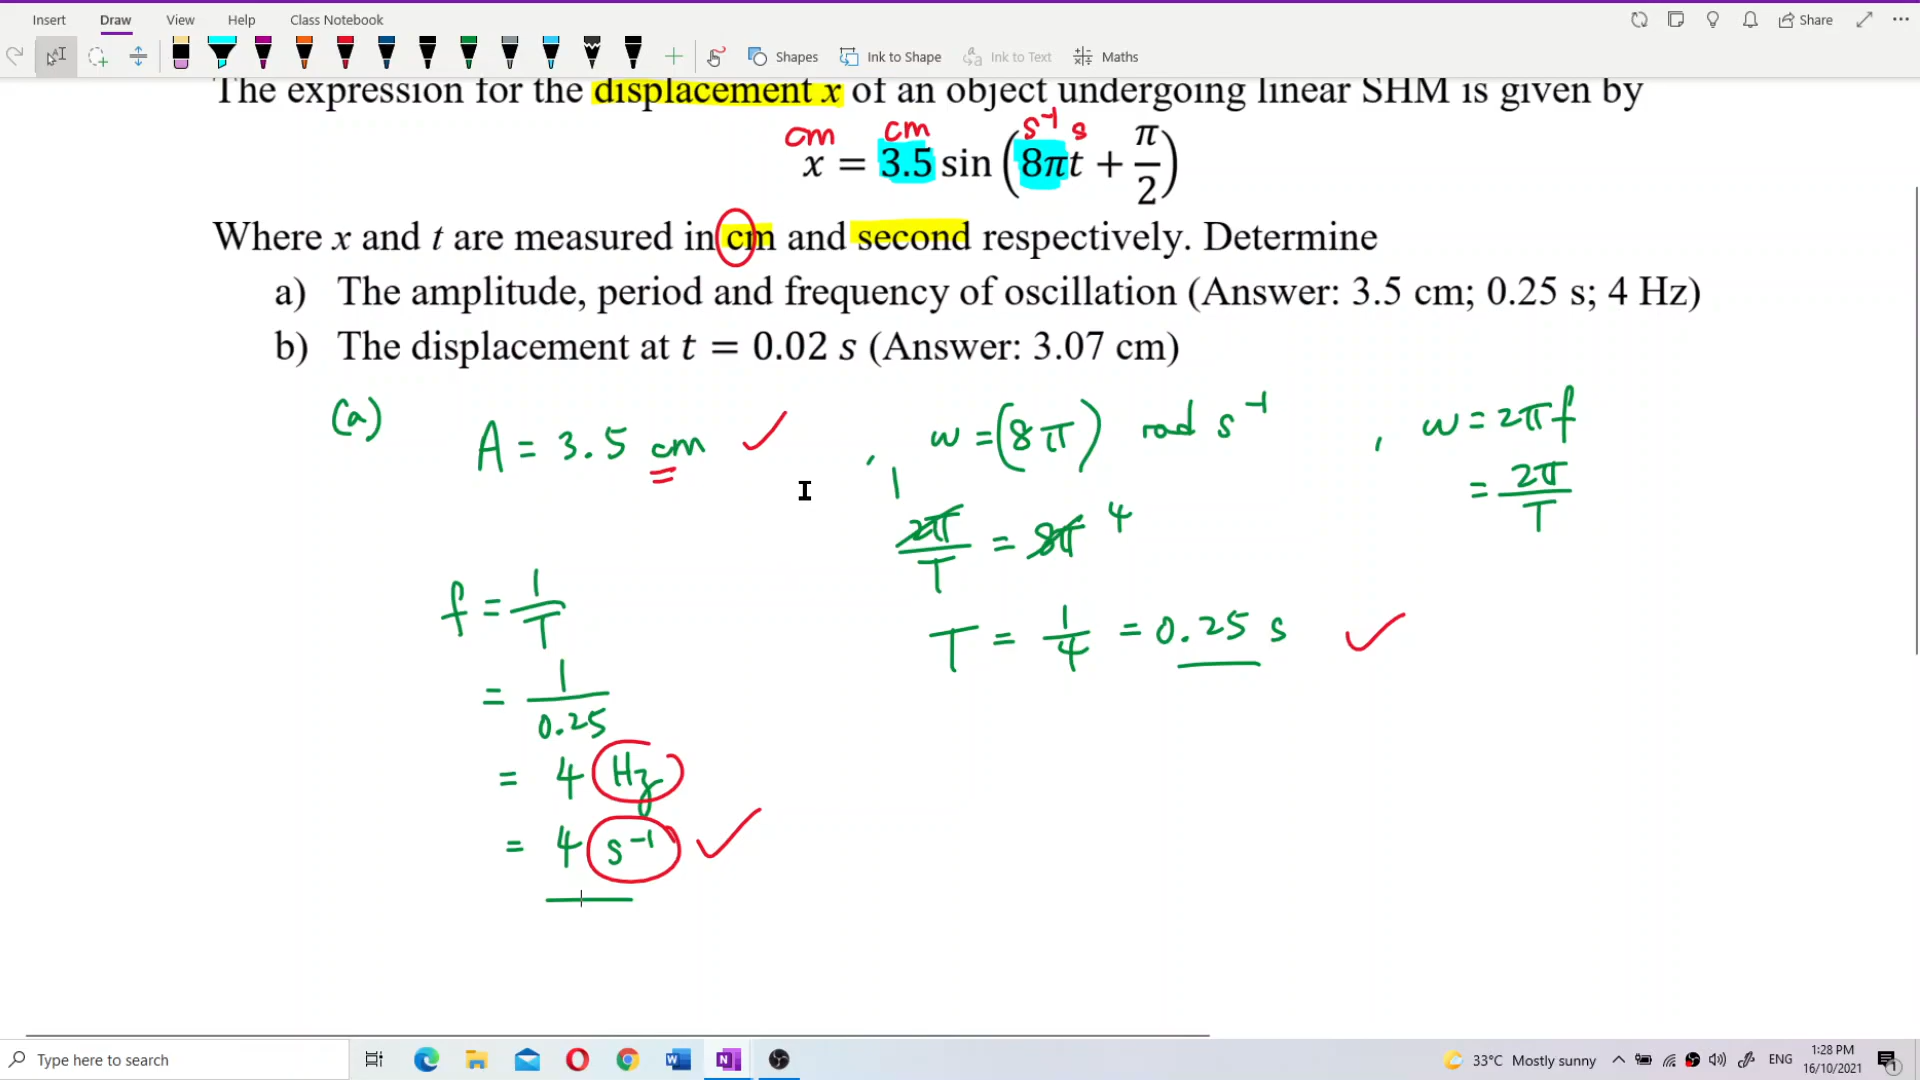 Insert Draw View Help Class Notebook Share
Shapes Ink to Shape Ink to Text Maths
The expression for the displacement x of an object undergoing linear SHM is given by
cm cm s⁻¹ s
x = 3.5 sin (8πt + π/2)
Where x and t are measured in cm and second respectively. Determine
a) The amplitude, period and frequency of oscillation (Answer: 3.5 cm; 0.25 s; 4 Hz)
b) The displacement at t = 0.02 s (Answer: 3.07 cm)
(a) A = 3.5 cm , ω = (8π) rad s⁻¹ , ω = 2πf
= 2π/T
1
2π/T = 8π 4
T = 1/4 = 0.25 s
f = 1/T
= 1/0.25
= 4 Hz
= 4 s⁻¹
Type here to search
33°C Mostly sunny ENG 1:28 PM
16/10/2021
1